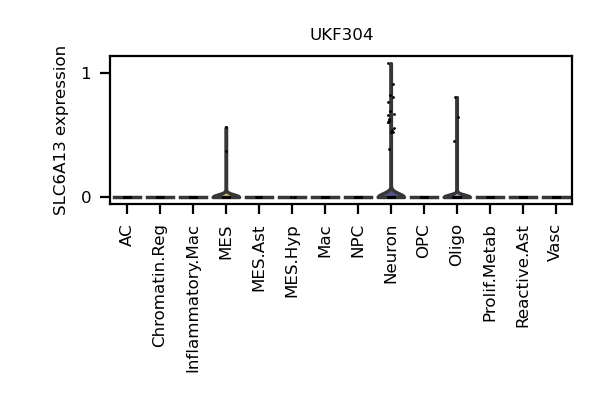 UKF304
SLC6A13 expression
1
0
AC
Chromatin.Reg
Inflammatory.Mac
MES
MES.Ast
MES.Hyp
Mac
NPC
Neuron
OPC
Oligo
Prolif.Metab
Reactive.Ast
Vasc